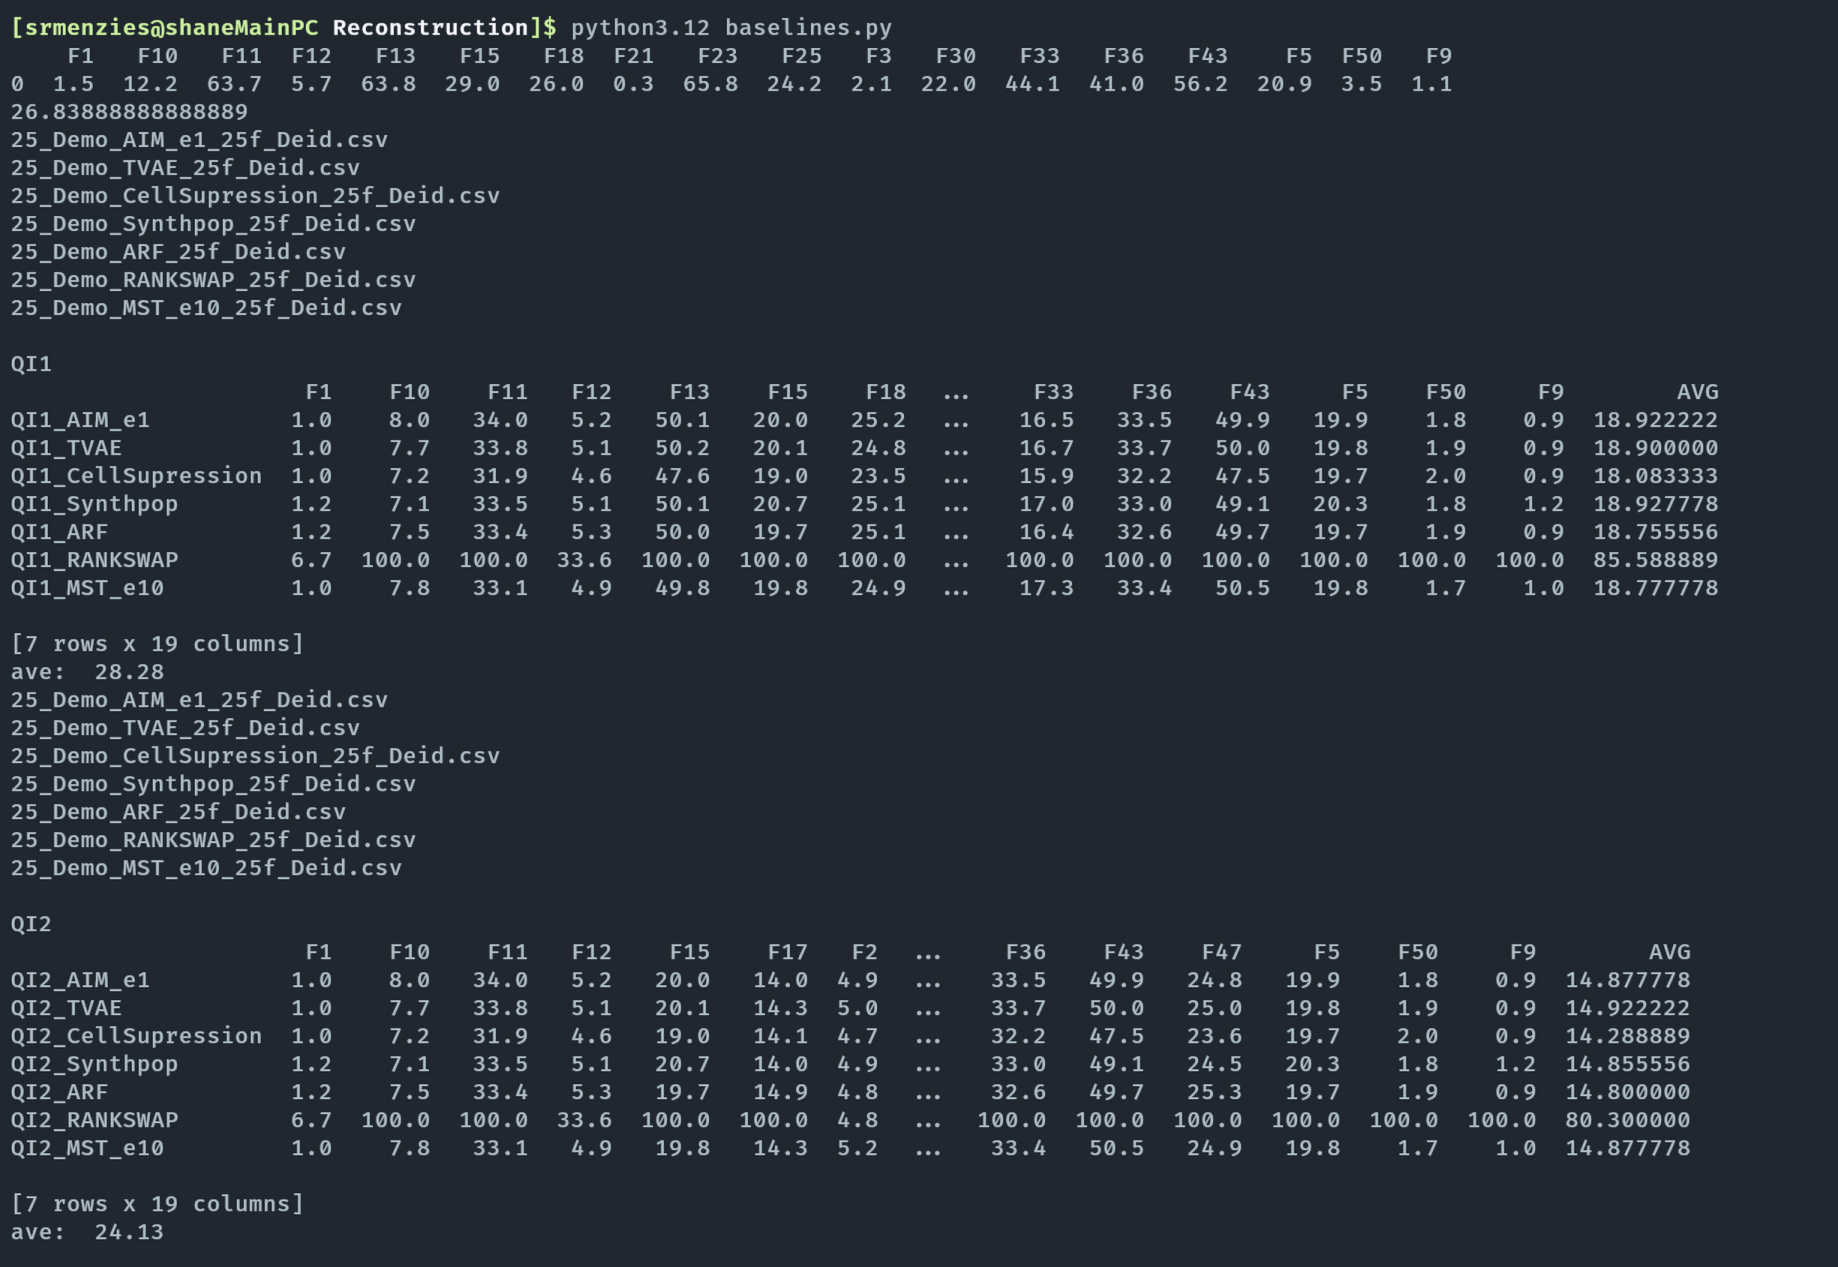 [srmenzies@shaneMainPC Reconstruction]$ python3.12 baselines.py
    F1   F10   F11  F12   F13   F15   F18  F21   F23   F25   F3   F30   F33   F36   F43    F5  F50   F9
0  1.5  12.2  63.7  5.7  63.8  29.0  26.0  0.3  65.8  24.2  2.1  22.0  44.1  41.0  56.2  20.9  3.5  1.1
26.83888888888889
25_Demo_AIM_e1_25f_Deid.csv
25_Demo_TVAE_25f_Deid.csv
25_Demo_CellSupression_25f_Deid.csv
25_Demo_Synthpop_25f_Deid.csv
25_Demo_ARF_25f_Deid.csv
25_Demo_RANKSWAP_25f_Deid.csv
25_Demo_MST_e10_25f_Deid.csv

QI1
                     F1    F10    F11   F12    F13    F15    F18  ...    F33    F36    F43     F5    F50     F9        AVG
QI1_AIM_e1          1.0    8.0   34.0   5.2   50.1   20.0   25.2  ...   16.5   33.5   49.9   19.9    1.8    0.9  18.922222
QI1_TVAE            1.0    7.7   33.8   5.1   50.2   20.1   24.8  ...   16.7   33.7   50.0   19.8    1.9    0.9  18.900000
QI1_CellSupression  1.0    7.2   31.9   4.6   47.6   19.0   23.5  ...   15.9   32.2   47.5   19.7    2.0    0.9  18.083333
QI1_Synthpop        1.2    7.1   33.5   5.1   50.1   20.7   25.1  ...   17.0   33.0   49.1   20.3    1.8    1.2  18.927778
QI1_ARF             1.2    7.5   33.4   5.3   50.0   19.7   25.1  ...   16.4   32.6   49.7   19.7    1.9    0.9  18.755556
QI1_RANKSWAP        6.7  100.0  100.0  33.6  100.0  100.0  100.0  ...  100.0  100.0  100.0  100.0  100.0  100.0  85.588889
QI1_MST_e10         1.0    7.8   33.1   4.9   49.8   19.8   24.9  ...   17.3   33.4   50.5   19.8    1.7    1.0  18.777778

[7 rows x 19 columns]
ave:  28.28
25_Demo_AIM_e1_25f_Deid.csv
25_Demo_TVAE_25f_Deid.csv
25_Demo_CellSupression_25f_Deid.csv
25_Demo_Synthpop_25f_Deid.csv
25_Demo_ARF_25f_Deid.csv
25_Demo_RANKSWAP_25f_Deid.csv
25_Demo_MST_e10_25f_Deid.csv

QI2
                     F1    F10    F11   F12    F15    F17   F2  ...    F36    F43    F47     F5    F50     F9        AVG
QI2_AIM_e1          1.0    8.0   34.0   5.2   20.0   14.0  4.9  ...   33.5   49.9   24.8   19.9    1.8    0.9  14.877778
QI2_TVAE            1.0    7.7   33.8   5.1   20.1   14.3  5.0  ...   33.7   50.0   25.0   19.8    1.9    0.9  14.922222
QI2_CellSupression  1.0    7.2   31.9   4.6   19.0   14.1  4.7  ...   32.2   47.5   23.6   19.7    2.0    0.9  14.288889
QI2_Synthpop        1.2    7.1   33.5   5.1   20.7   14.0  4.9  ...   33.0   49.1   24.5   20.3    1.8    1.2  14.855556
QI2_ARF             1.2    7.5   33.4   5.3   19.7   14.9  4.8  ...   32.6   49.7   25.3   19.7    1.9    0.9  14.800000
QI2_RANKSWAP        6.7  100.0  100.0  33.6  100.0  100.0  4.8  ...  100.0  100.0  100.0  100.0  100.0  100.0  80.300000
QI2_MST_e10         1.0    7.8   33.1   4.9   19.8   14.3  5.2  ...   33.4   50.5   24.9   19.8    1.7    1.0  14.877778

[7 rows x 19 columns]
ave:  24.13